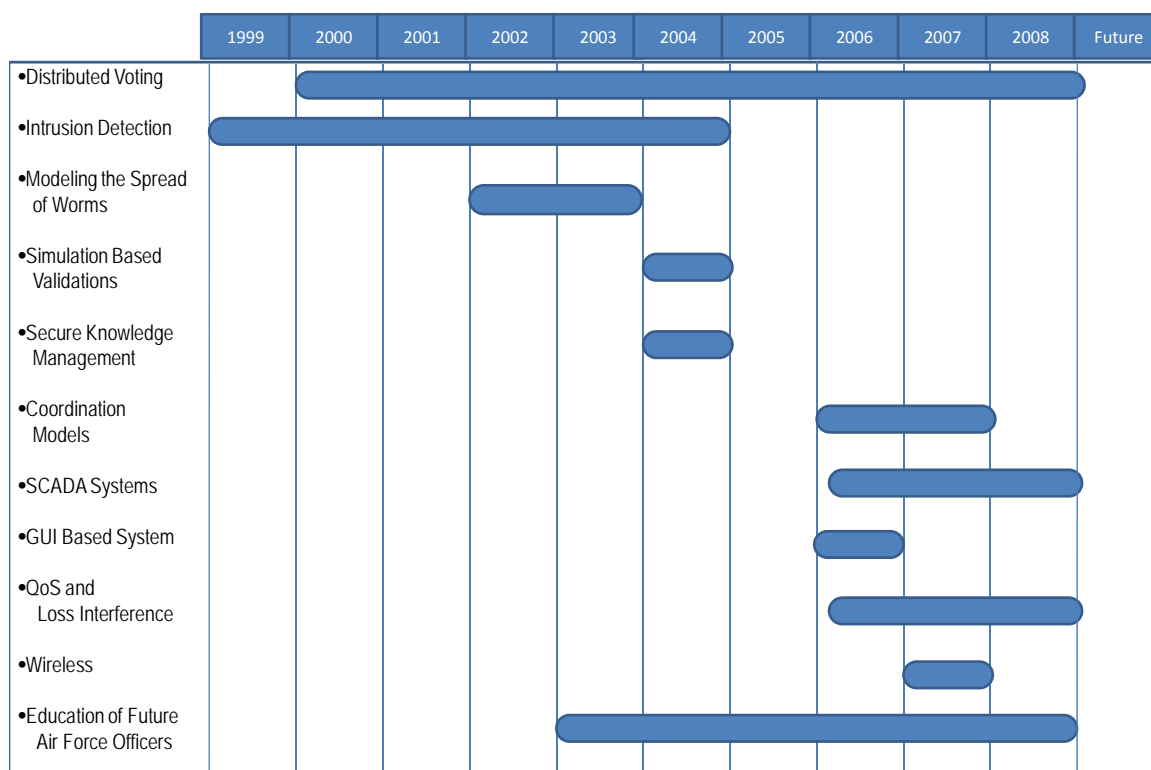 1999 2000 2001 2002 2003 2004 2005 2006 2007 2008 Future
•Distributed Voting
•Intrusion Detection
•Modeling the Spread
of Worms
•Simulation Based
Validations
•Secure Knowledge
Management
•Coordination
Models
•SCADA Systems
•GUI Based System
•QoS and
Loss Interference
•Wireless
•Education of Future
Air Force Officers